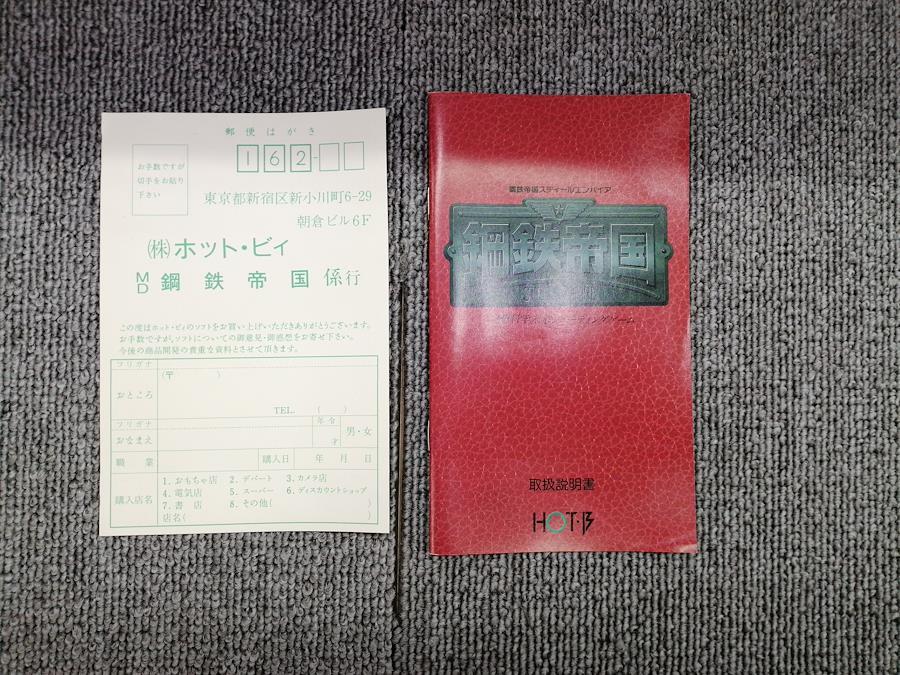 郵便はがき
162-
お手数ですが
切手をお貼り
下さい
東京都新宿区新小川町6-29
朝倉ビル6F
㈱ホット・ビィ
MD 鋼鉄帝国 係行
この度はホット・ビィのソフトをお買い上げいただきありがとうございます。
お手数ですが、ソフトについての御意見・御感想をお寄せ下さい。
今後の商品開発の貴重な資料とさせて頂きます。
フリガナ
おところ
(〒 )
TEL. ( )
フリガナ
おなまえ
年令
才
男・女
職業
購入日 年 月 日
購入店名
1. おもちゃ店 2. デパート 3. カメラ店
4. 電気店 5. スーパー 6. ディスカウントショップ
7. 書店 8. その他( )
店名( )
鋼鉄帝国スティールエンパイア
鋼鉄帝国
取扱説明書
HOT・B